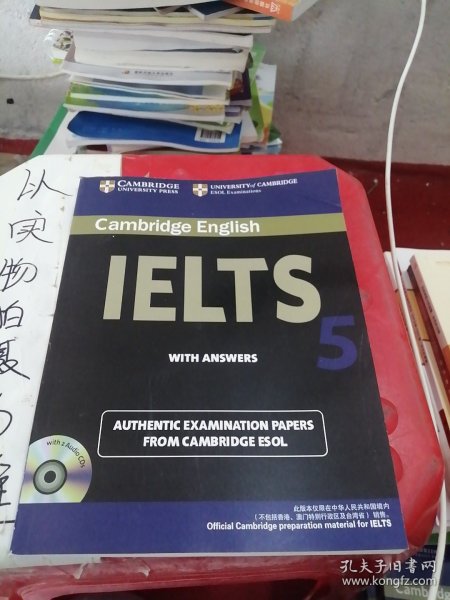 CAMBRIDGE
UNIVERSITY PRESS
UNIVERSITY of CAMBRIDGE
ESOL Examinations
Cambridge English
IELTS
5
WITH ANSWERS
AUTHENTIC EXAMINATION PAPERS
FROM CAMBRIDGE ESOL
with 2 Audio CDs
此版本仅限在中华人民共和国境内
(不包括香港、澳门特别行政区及台湾省) 销售。
Official Cambridge preparation material for IELTS
以
实
物
拍
摄
为
准
Cambridge
孔夫子旧书网
www.kongfz.com